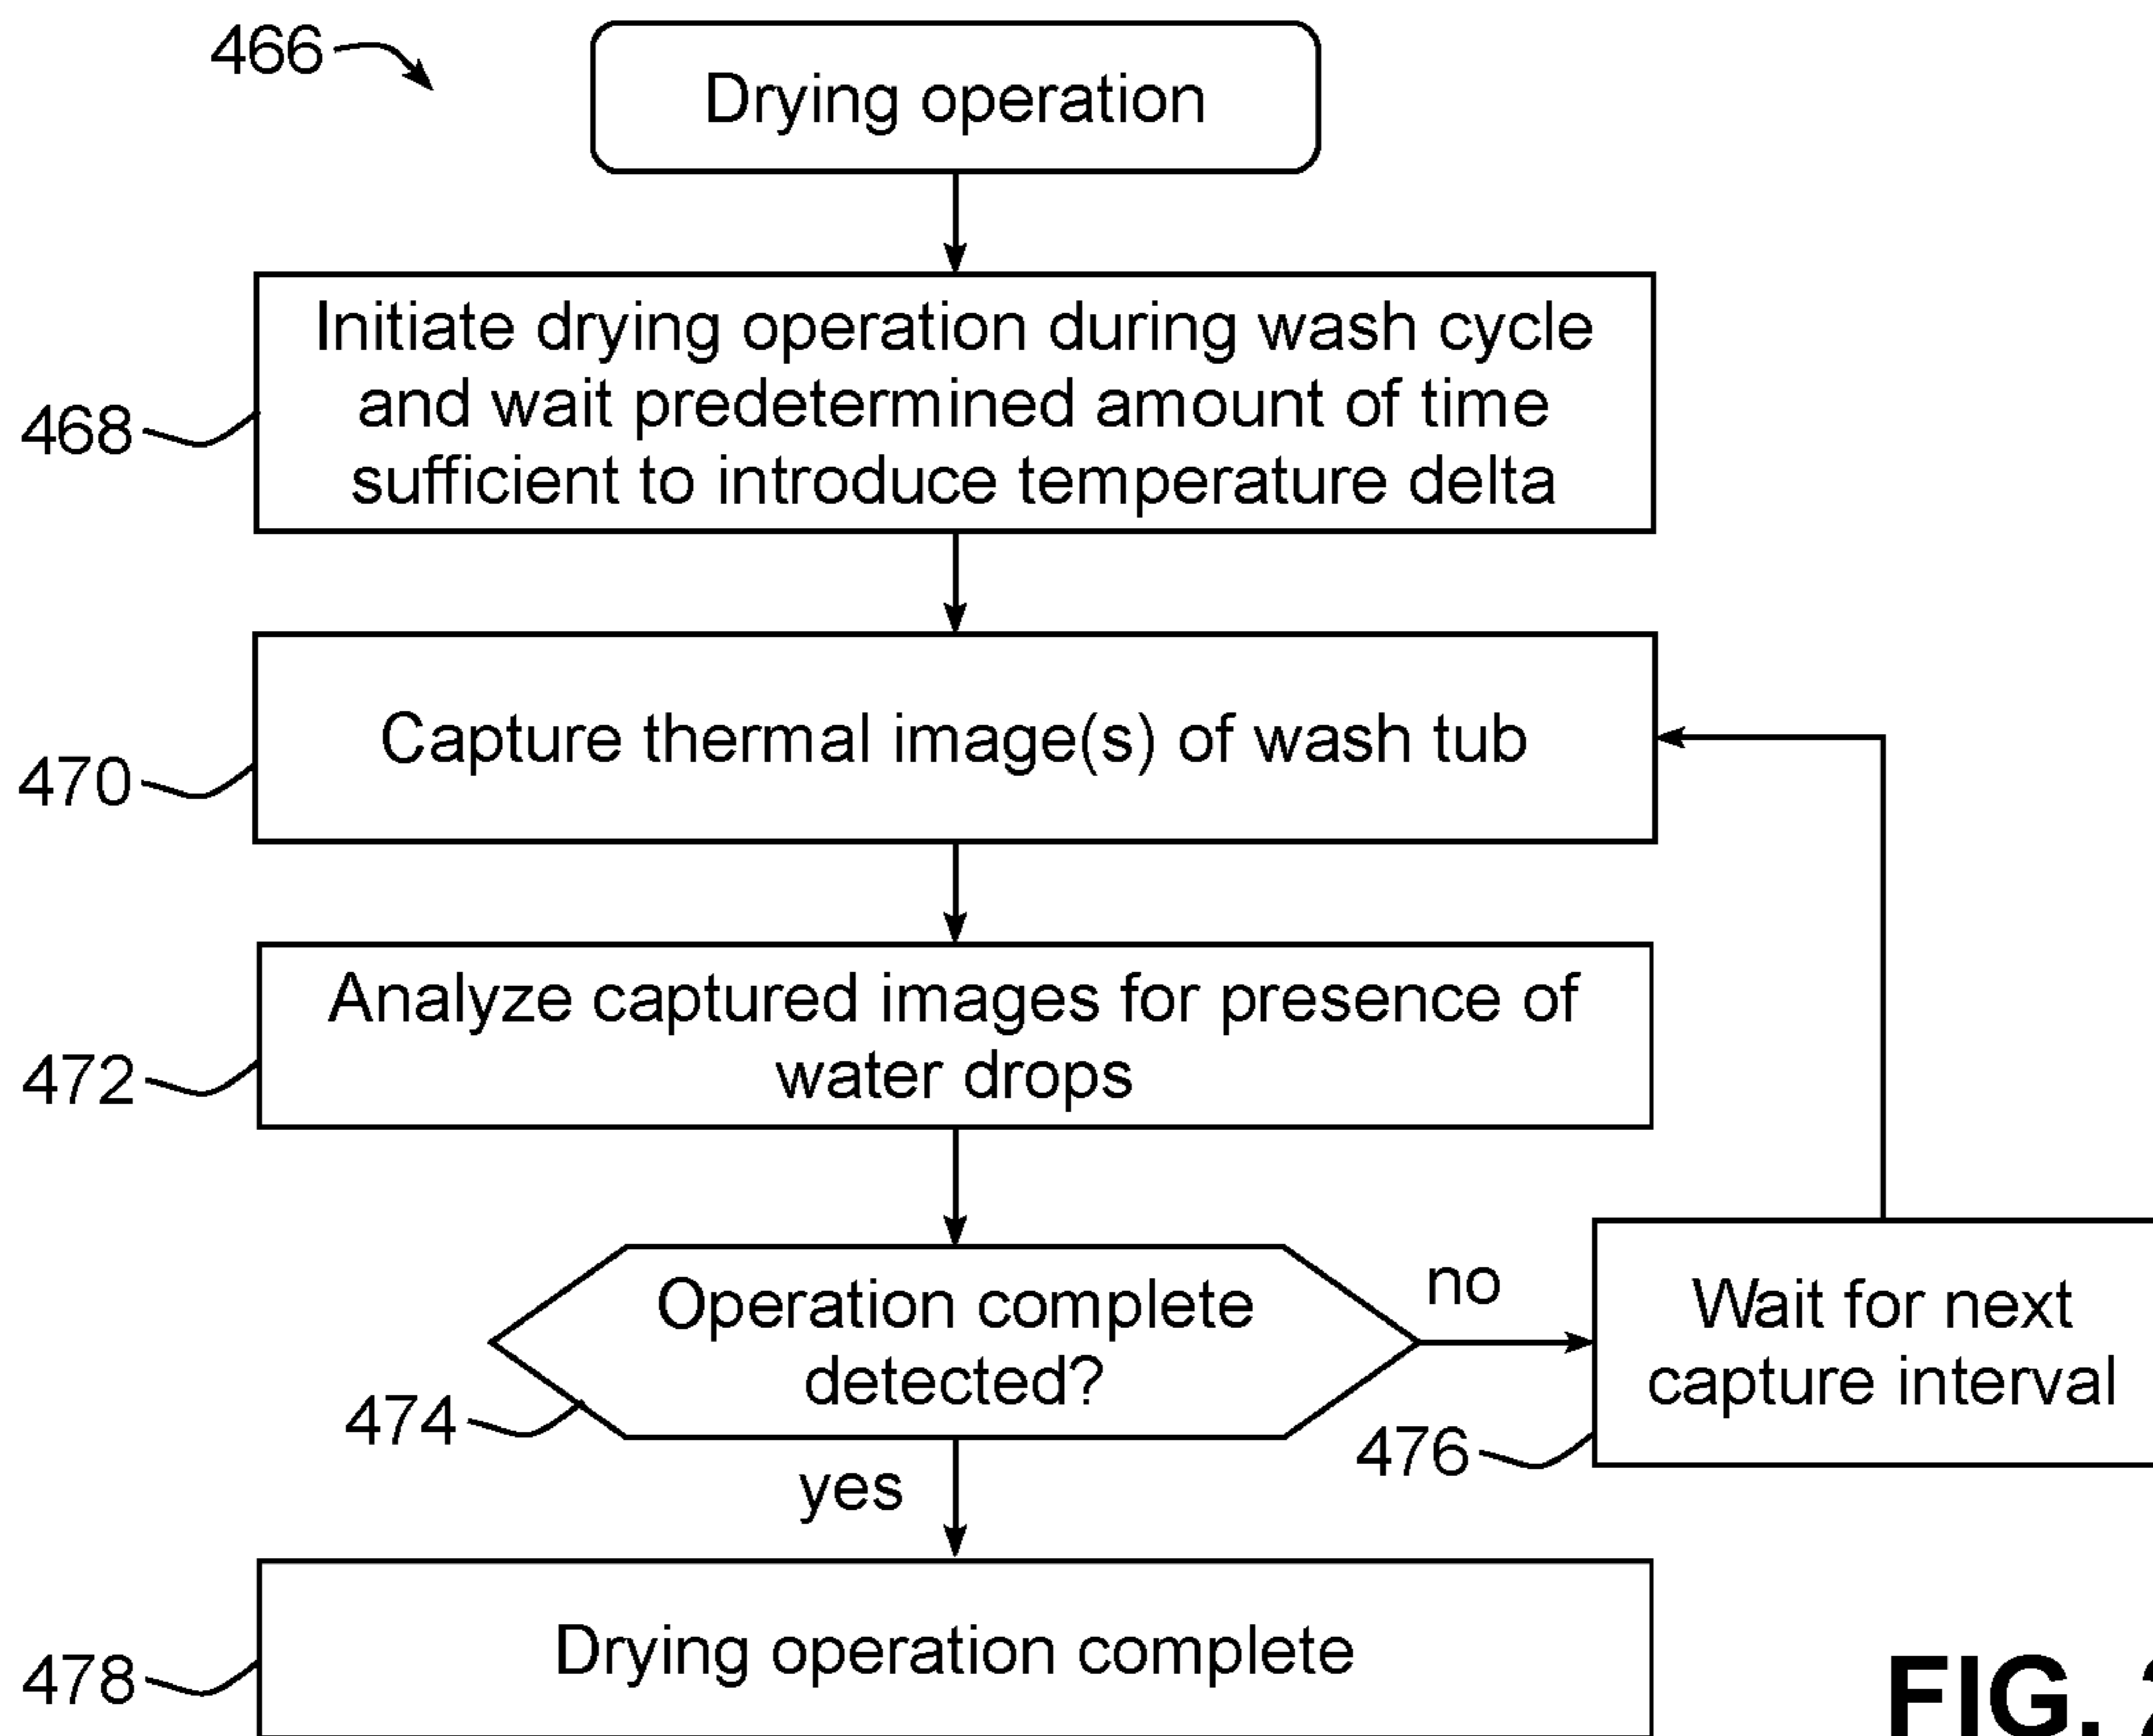 466
Drying operation
Initiate drying operation during wash cycle
and wait predetermined amount of time
sufficient to introduce temperature delta
468
Capture thermal image(s) of wash tub
470
Analyze captured images for presence of
water drops
472
Operation complete
detected?
474
no
Wait for next
capture interval
476
yes
Drying operation complete
478
FIG.